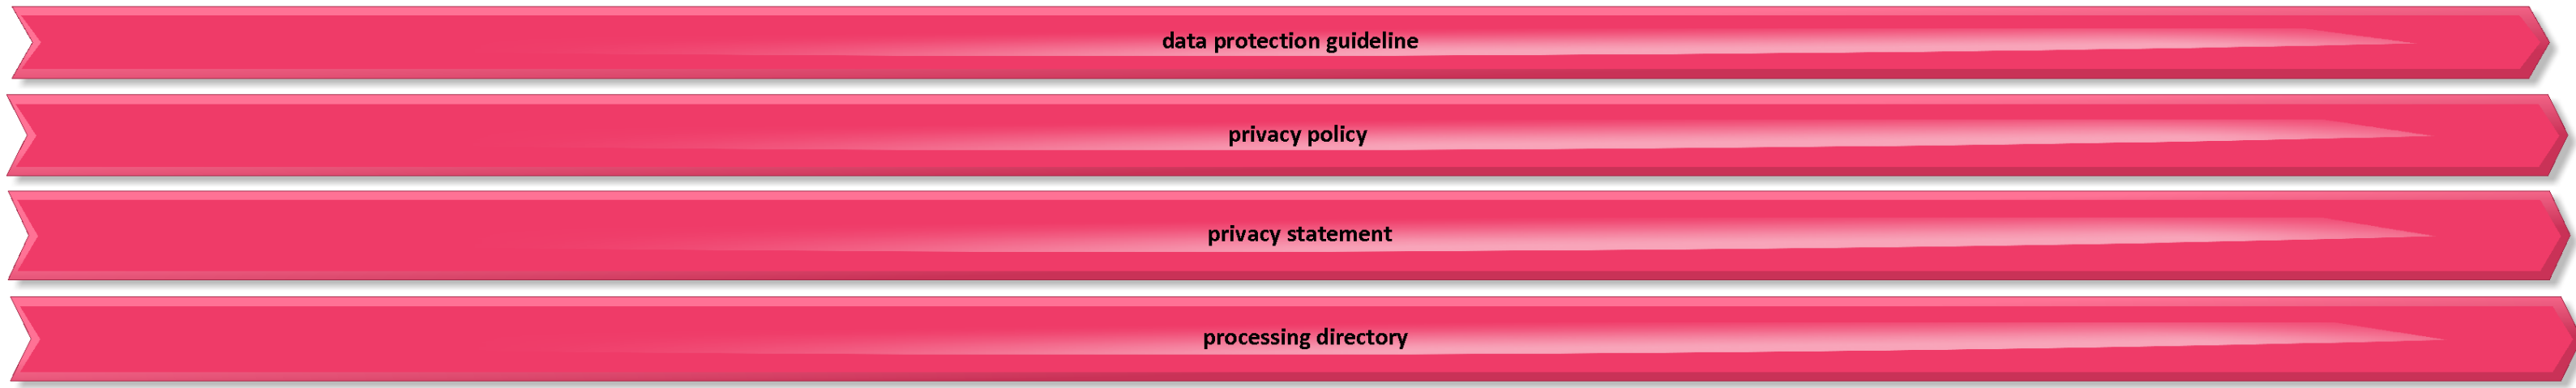 data protection guideline
privacy policy
privacy statement
processing directory